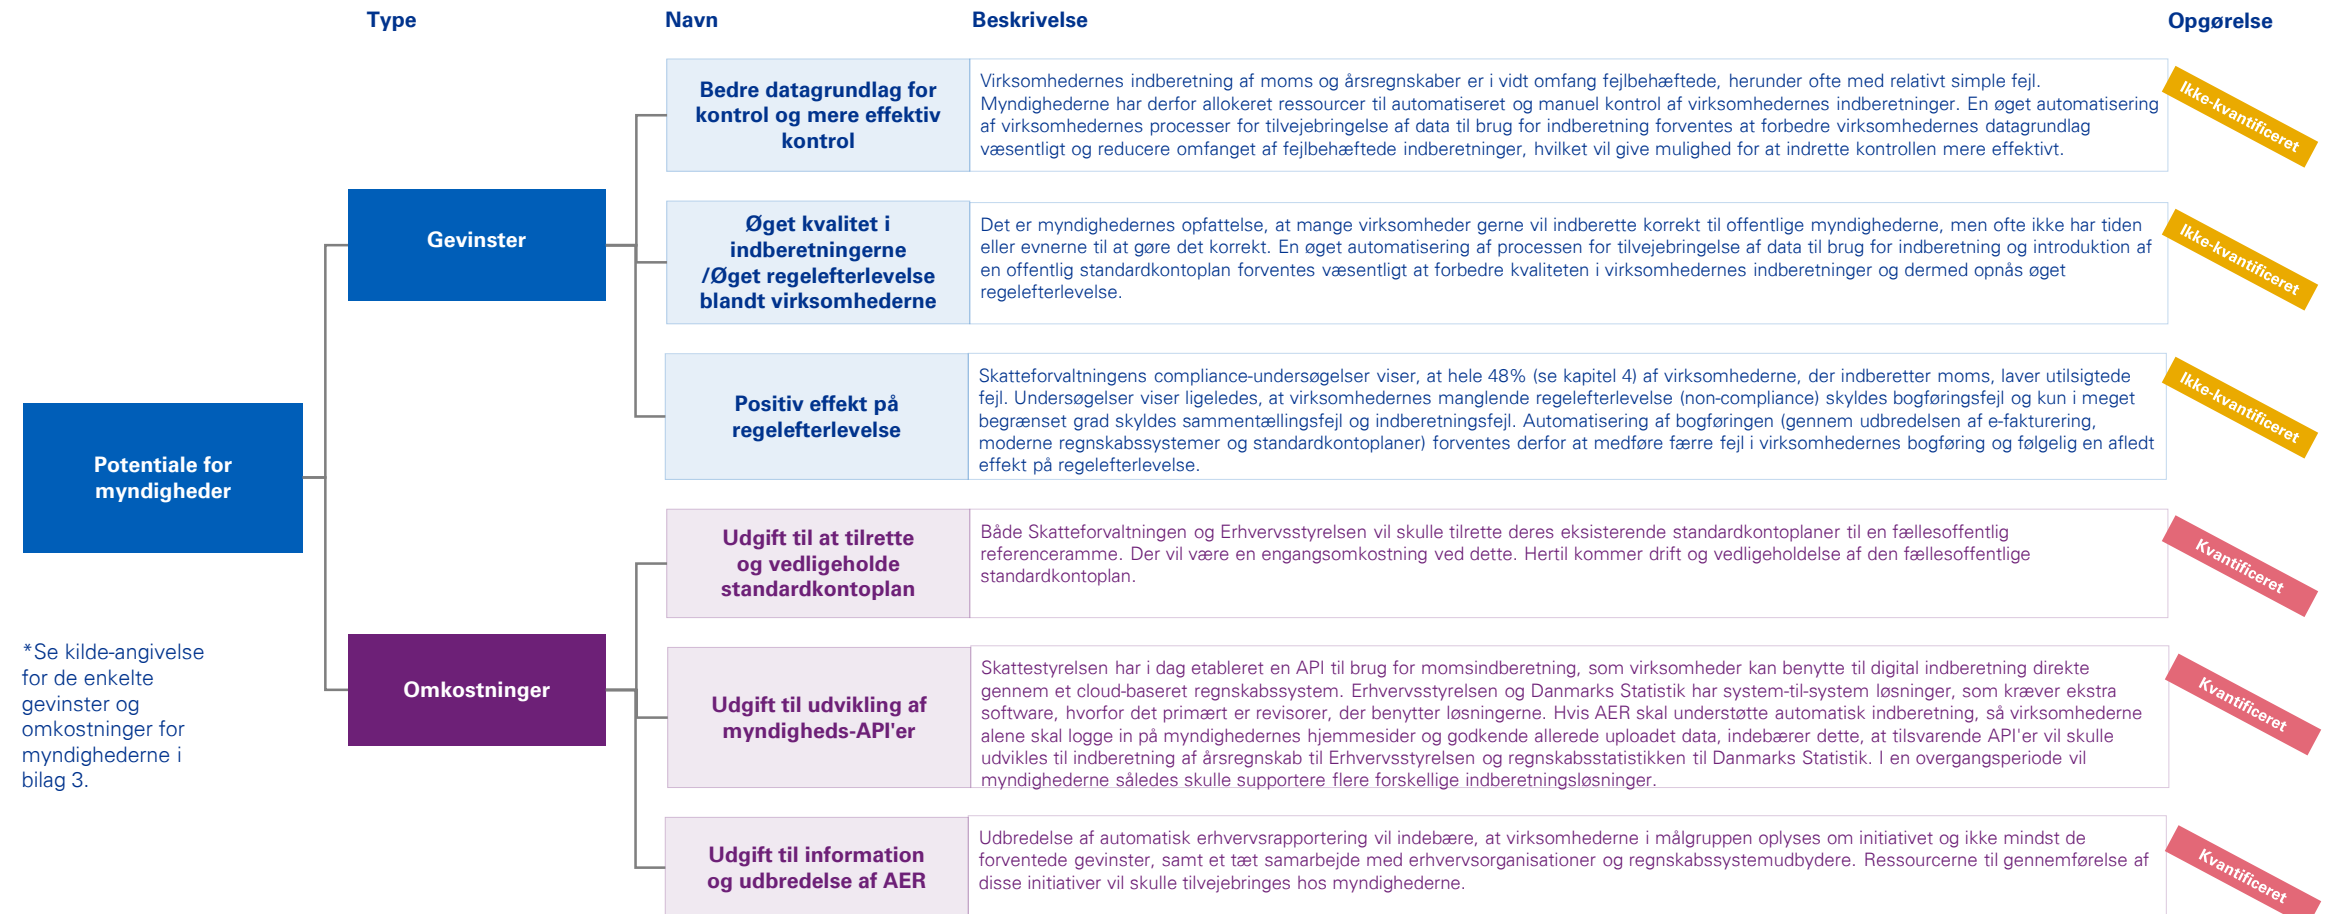 Type
Navn
Beskrivelse
Opgørelse
Potentiale for
myndigheder
*Se kilde-angivelse
for de enkelte
gevinster og
omkostninger for
myndighederne i
bilag 3.
Gevinster
Bedre datagrundlag for
kontrol og mere effektiv
kontrol
Virksomhedernes indberetning af moms og årsregnskaber er i vidt omfang fejlbehæftede, herunder ofte med relativt simple fejl.
Myndighederne har derfor allokeret ressourcer til automatiseret og manuel kontrol af virksomhedernes indberetninger. En øget automatisering
af virksomhedernes processer for tilvejebringelse af data til brug for indberetning forventes at forbedre virksomhedernes datagrundlag
væsentligt og reducere omfanget af fejlbehæftede indberetninger, hvilket vil give mulighed for at indrette kontrollen mere effektivt.
Ikke-kvantificeret
Øget kvalitet i
indberetningerne
/Øget regelefterlevelse
blandt virksomhederne
Det er myndighedernes opfattelse, at mange virksomheder gerne vil indberette korrekt til offentlige myndighederne, men ofte ikke har tiden
eller evnerne til at gøre det korrekt. En øget automatisering af processen for tilvejebringelse af data til brug for indberetning og introduktion af
en offentlig standardkontoplan forventes væsentligt at forbedre kvaliteten i virksomhedernes indberetninger og dermed opnås øget
regelefterlevelse.
Ikke-kvantificeret
Positiv effekt på
regelefterlevelse
Skatteforvaltningens compliance-undersøgelser viser, at hele 48% (se kapitel 4) af virksomhederne, der indberetter moms, laver utilsigtede
fejl. Undersøgelser viser ligeledes, at virksomhedernes manglende regelefterlevelse (non-compliance) skyldes bogføringsfejl og kun i meget
begrænset grad skyldes sammentællingsfejl og indberetningsfejl. Automatisering af bogføringen (gennem udbredelsen af e-fakturering,
moderne regnskabssystemer og standardkontoplaner) forventes derfor at medføre færre fejl i virksomhedernes bogføring og følgelig en afledt
effekt på regelefterlevelse.
Ikke-kvantificeret
Omkostninger
Udgift til at tilrette
og vedligeholde
standardkontoplan
Både Skatteforvaltningen og Erhvervsstyrelsen vil skulle tilrette deres eksisterende standardkontoplaner til en fællesoffentlig
referenceramme. Der vil være en engangsomkostning ved dette. Hertil kommer drift og vedligeholdelse af den fællesoffentlige
standardkontoplan.
Kvantificeret
Udgift til udvikling af
myndigheds-API'er
Skattestyrelsen har i dag etableret en API til brug for momsindberetning, som virksomheder kan benytte til digital indberetning direkte
gennem et cloud-baseret regnskabssystem. Erhvervsstyrelsen og Danmarks Statistik har system-til-system løsninger, som kræver ekstra
software, hvorfor det primært er revisorer, der benytter løsningerne. Hvis AER skal understøtte automatisk indberetning, så virksomhederne
alene skal logge in på myndighedernes hjemmesider og godkende allerede uploadet data, indebærer dette, at tilsvarende API'er vil skulle
udvikles til indberetning af årsregnskab til Erhvervsstyrelsen og regnskabsstatistikken til Danmarks Statistik. I en overgangsperiode vil
myndighederne således skulle supportere flere forskellige indberetningsløsninger.
Kvantificeret
Udgift til information
og udbredelse af AER
Udbredelse af automatisk erhvervsrapportering vil indebære, at virksomhederne i målgruppen oplyses om initiativet og ikke mindst de
forventede gevinster, samt et tæt samarbejde med erhvervsorganisationer og regnskabssystemudbydere. Ressourcerne til gennemførelse af
disse initiativer vil skulle tilvejebringes hos myndighederne.
Kvantificeret